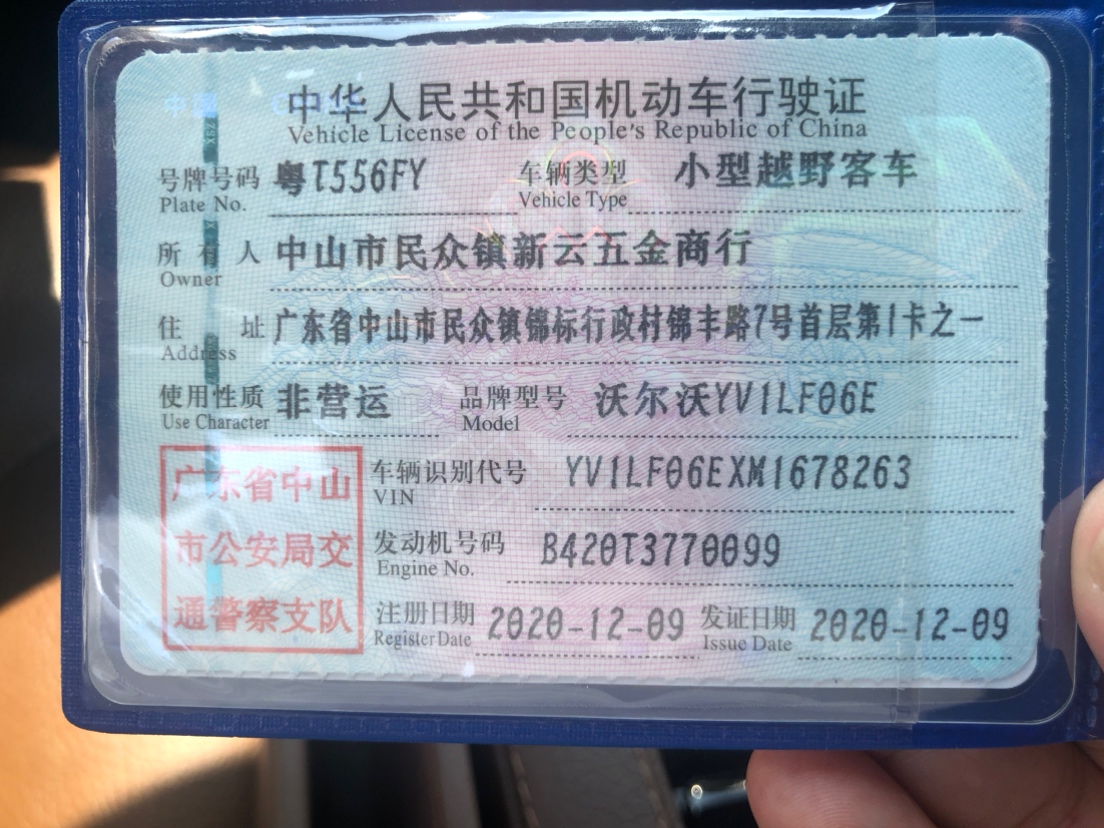 中华人民共和国机动车行驶证
Vehicle License of the People's Republic of China
号牌号码 粤T556FY 车辆类型 小型越野客车
Plate No. Vehicle Type
所有人 中山市民众镇新云五金商行
Owner
住址 广东省中山市民众镇锦标行政村锦丰路7号首层第1卡之一
Address
使用性质 非营运 品牌型号 沃尔沃YV1LF06E
Use Character Model
广东省中山
市公安局交
通警察支队
车辆识别代号 YV1LF06EXM1678263
VIN
发动机号码 B420T3770099
Engine No.
注册日期 2020-12-09 发证日期 2020-12-09
Register Date Issue Date